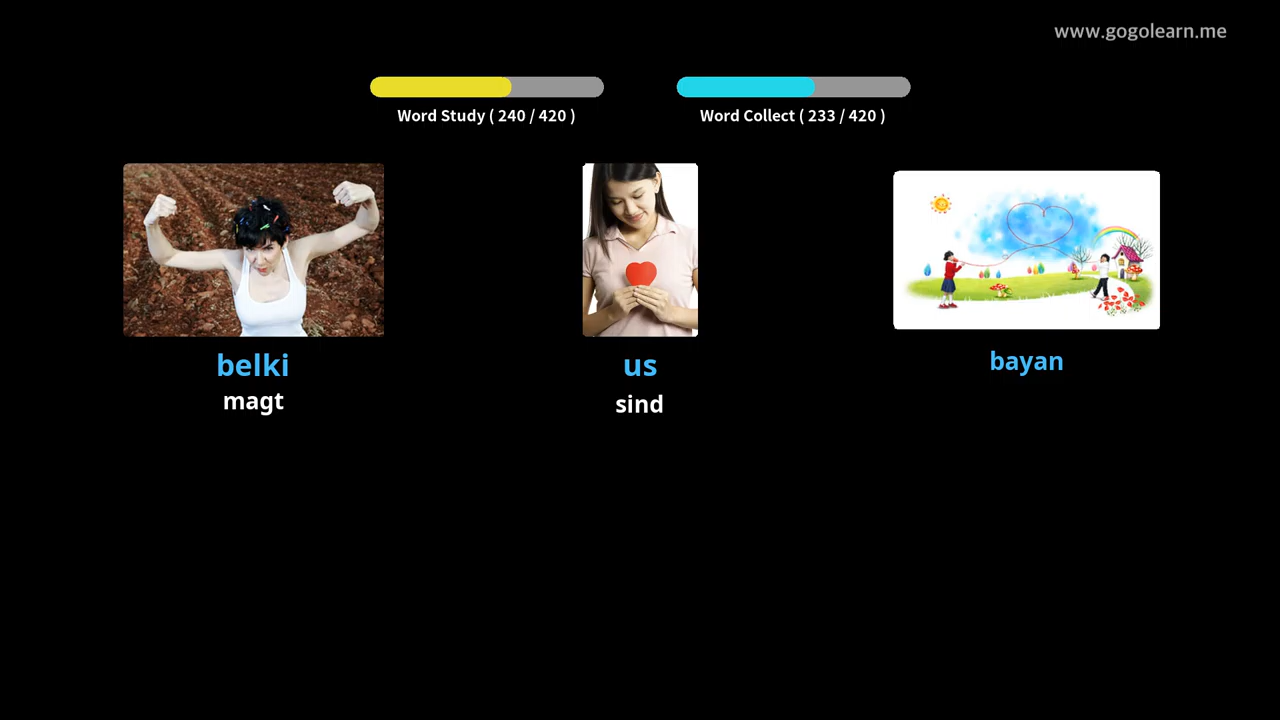 www.gogolearn.me
Word Study ( 240 / 420 )
Word Collect ( 233 / 420 )
belki
magt
us
sind
bayan